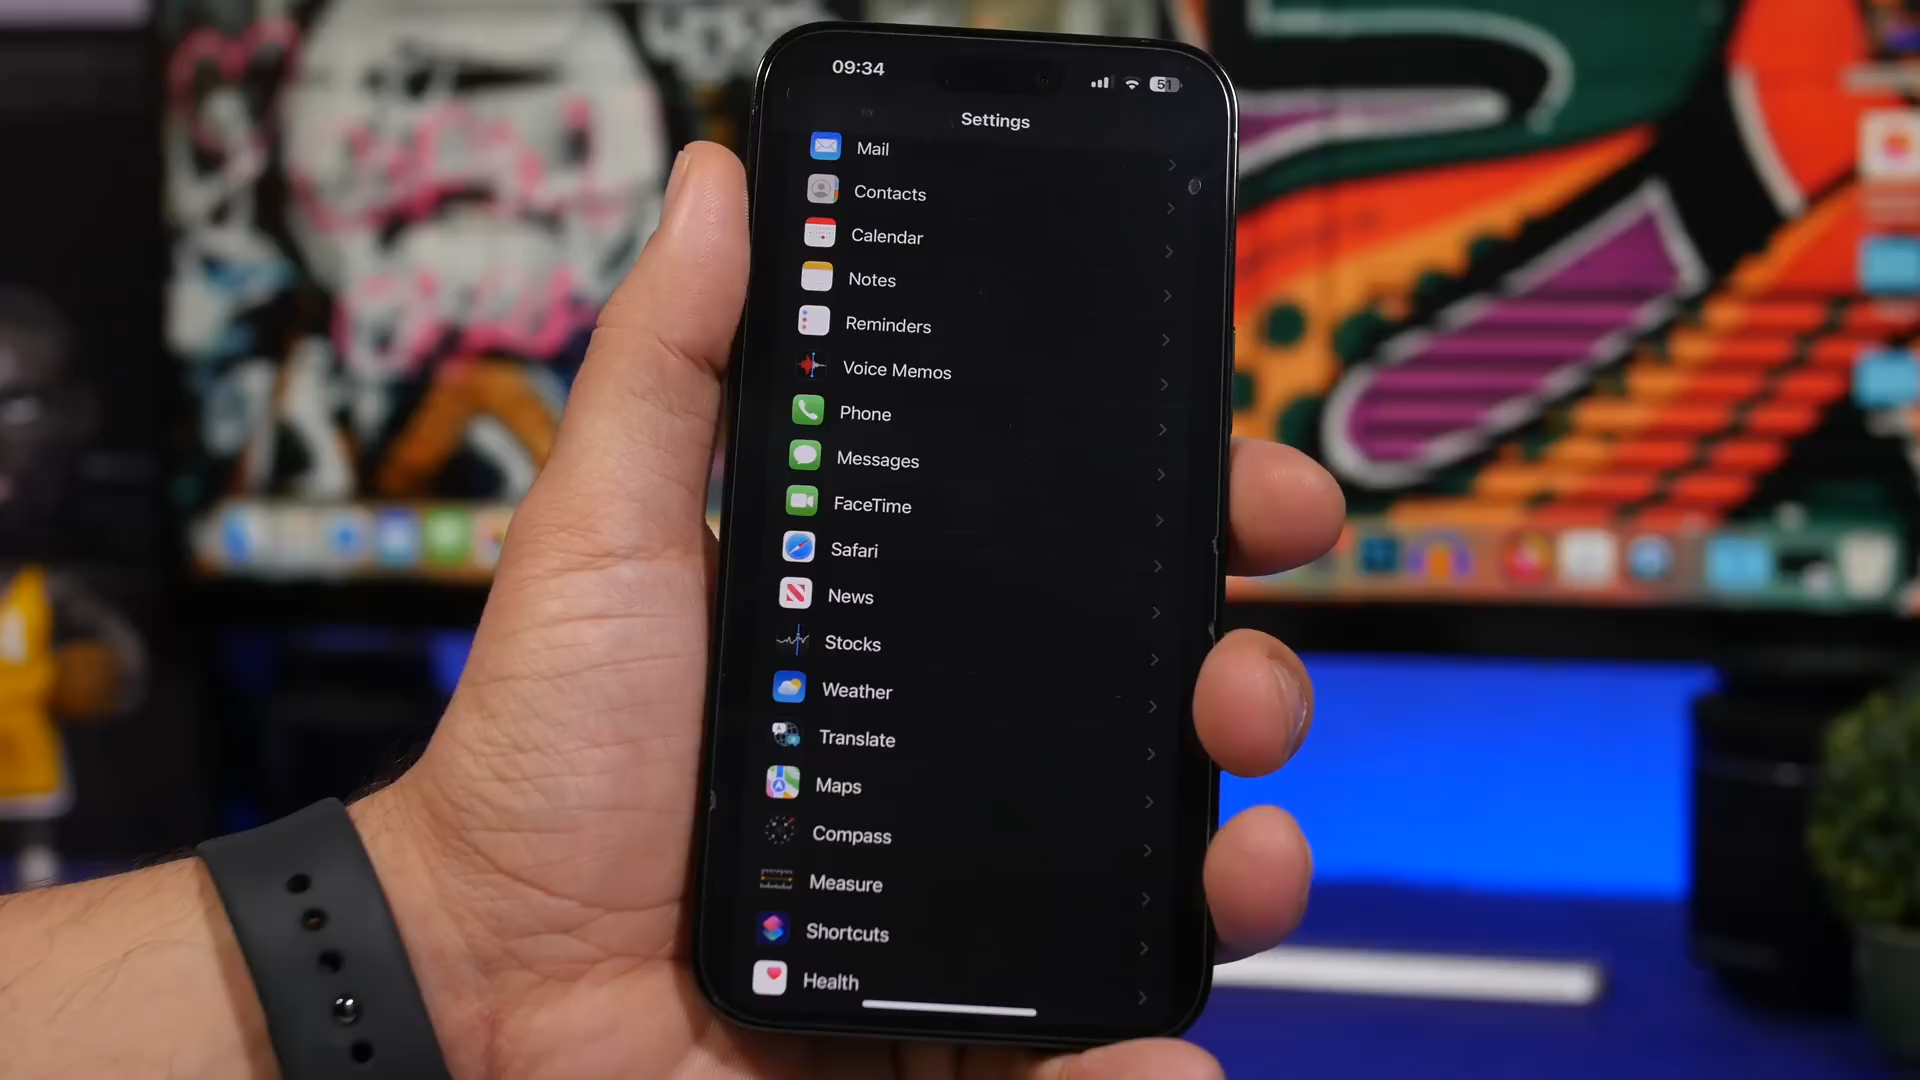 09:34
51
Settings
Mail
Contacts
Calendar
Notes
Reminders
Voice Memos
Phone
Messages
FaceTime
Safari
News
Stocks
Weather
Translate
Maps
Compass
Measure
Shortcuts
Health